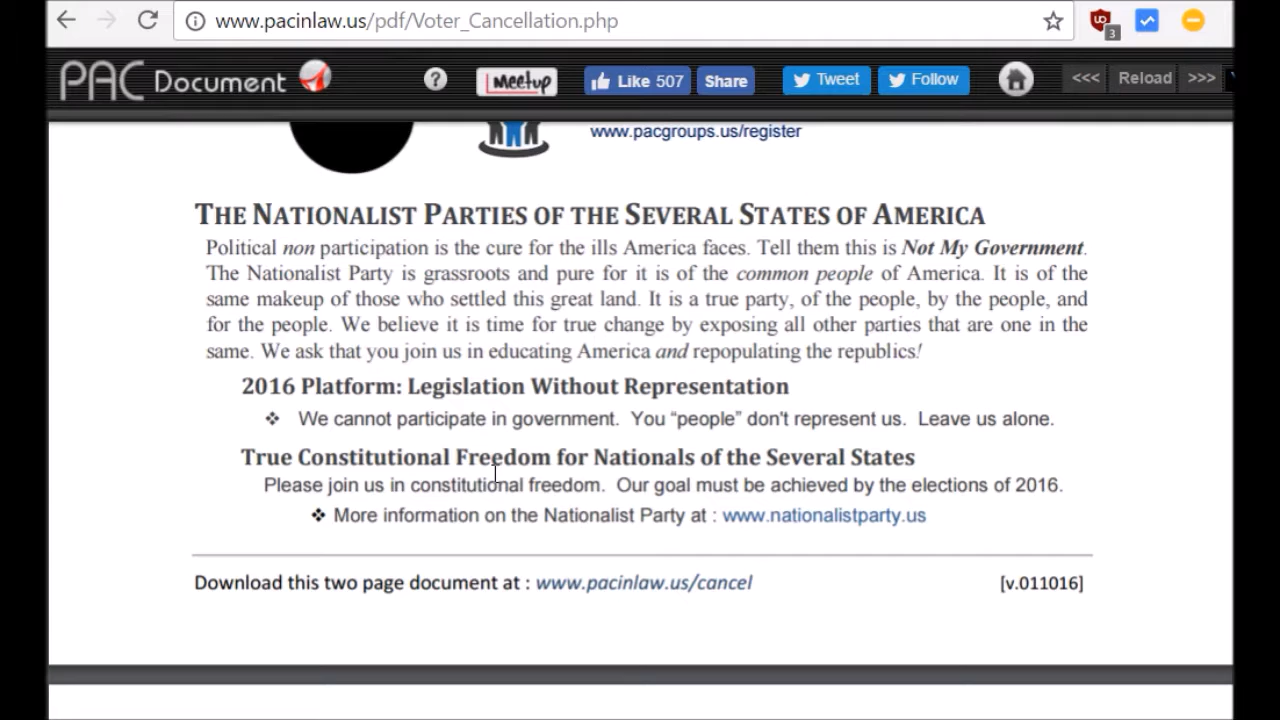 www.pacinlaw.us/pdf/Voter_Cancellation.php
3
PAC Document ? Meetup Like 507 Share Tweet Follow <<< Reload >>>
www.pacgroups.us/register
THE NATIONALIST PARTIES OF THE SEVERAL STATES OF AMERICA
Political non participation is the cure for the ills America faces. Tell them this is Not My Government.
The Nationalist Party is grassroots and pure for it is of the common people of America. It is of the
same makeup of those who settled this great land. It is a true party, of the people, by the people, and
for the people. We believe it is time for true change by exposing all other parties that are one in the
same. We ask that you join us in educating America and repopulating the republics!
2016 Platform: Legislation Without Representation
❖ We cannot participate in government. You “people” don't represent us. Leave us alone.
True Constitutional Freedom for Nationals of the Several States
Please join us in constitutional freedom. Our goal must be achieved by the elections of 2016.
❖ More information on the Nationalist Party at : www.nationalistparty.us
Download this two page document at : www.pacinlaw.us/cancel [v.011016]